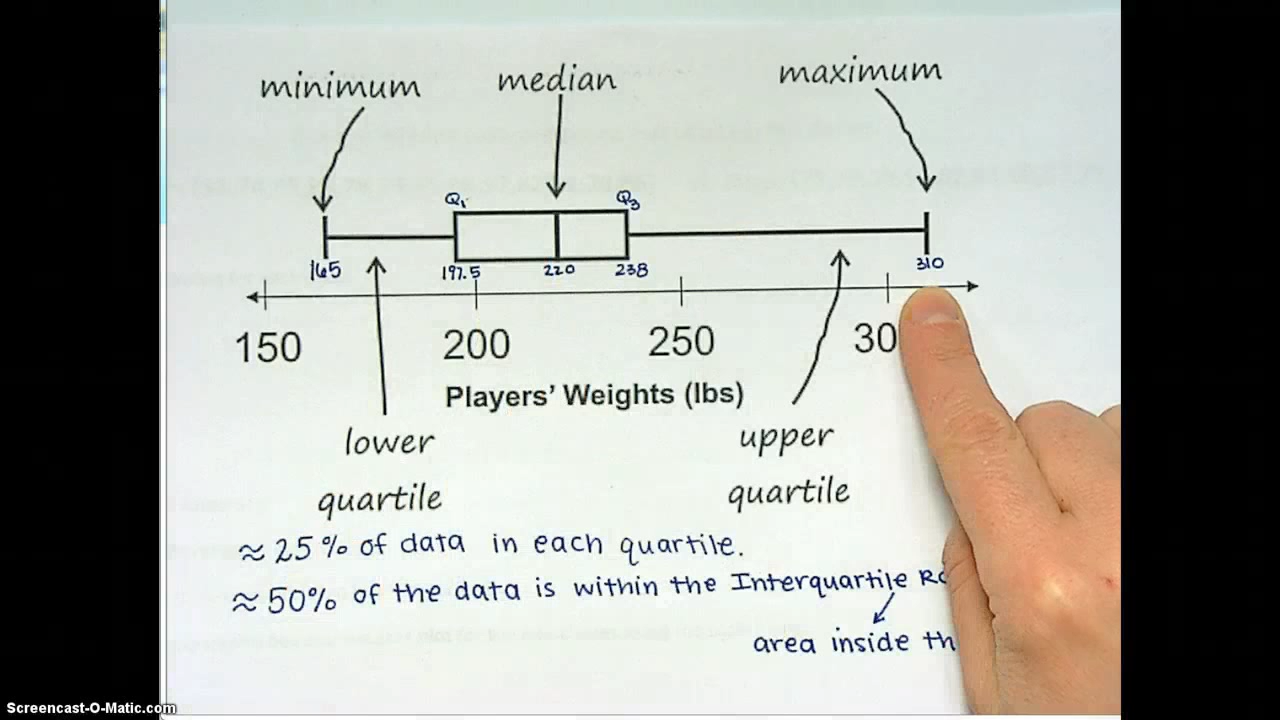 minimum median maximum
Q1 Q3
165 197.5 220 238 310
150 200 250 30
Players' Weights (lbs)
lower quartile
upper quartile
≈ 25% of data in each quartile.
≈ 50% of the data is within the Interquartile
area inside
Screencast-O-Matic.com